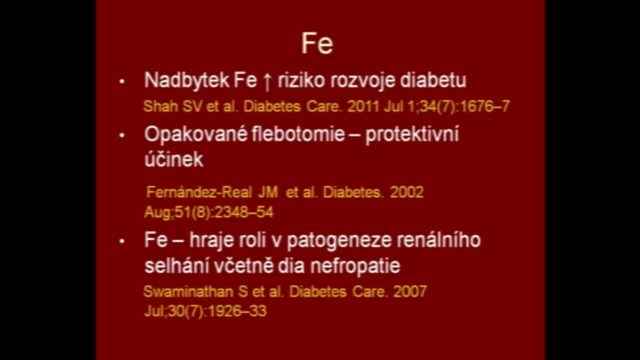 Fe
• Nadbytek Fe ↑ riziko rozvoje diabetu
Shah SV et al. Diabetes Care. 2011 Jul 1;34(7):1676–7
• Opakované flebotomie – protektivní
účinek
Fernández-Real JM et al. Diabetes. 2002
Aug;51(8):2348–54
• Fe – hraje roli v patogeneze renálního
selhání včetně dia nefropatie
Swaminathan S et al. Diabetes Care. 2007
Jul;30(7):1926–33